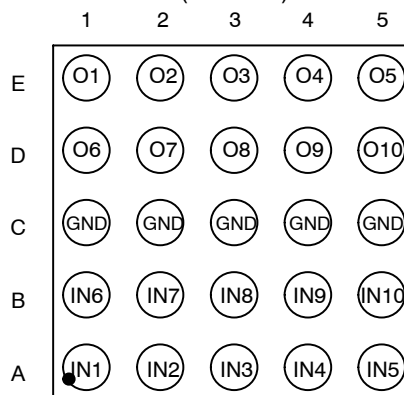 1 2 3 4 5
E O1 O2 O3 O4 O5
D O6 O7 O8 O9 O10
C GND GND GND GND GND
B IN6 IN7 IN8 IN9 IN10
A IN1 IN2 IN3 IN4 IN5